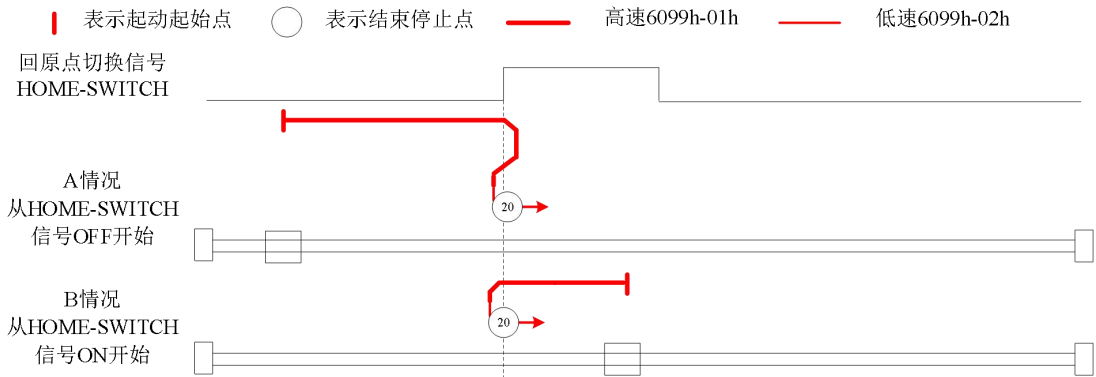 表示起动起始点 表示结束停止点 高速6099h-01h 低速6099h-02h
回原点切换信号
HOME-SWITCH
A情况
从HOME-SWITCH
信号OFF开始
20
B情况
从HOME-SWITCH
信号ON开始
20